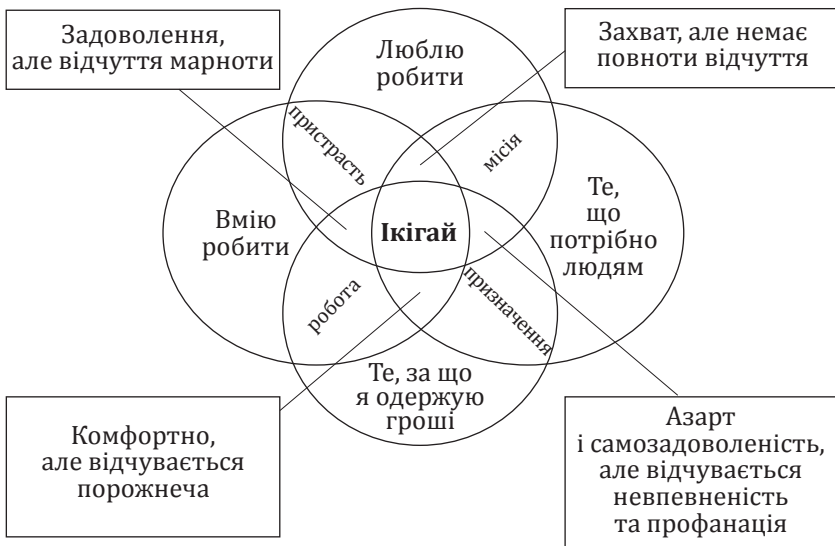 Задоволення,
але відчуття марноти
Люблю
робити
Захват, але немає
повноти відчуття
пристрасть
місія
Вмію
робити
Ікігай
Те,
що
потрібно
людям
робота
призначення
Те, за що
я одержую
гроші
Комфортно,
але відчувається
порожнеча
Азарт
і самозадоволеність,
але відчувається
невпевненість
та профанація